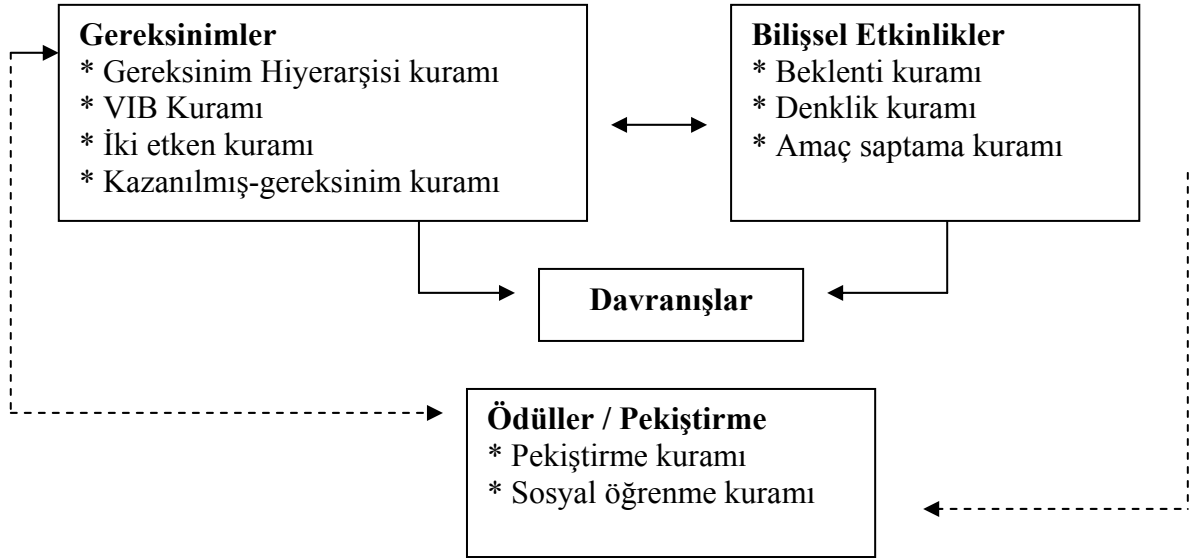 Gereksinimler
* Gereksinim Hiyerarşisi kuramı
* VIB Kuramı
* İki etken kuramı
* Kazanılmış-gereksinim kuramı
Bilişsel Etkinlikler
* Beklenti kuramı
* Denklik kuramı
* Amaç saptama kuramı
Davranışlar
Ödüller / Pekiştirme
* Pekiştirme kuramı
* Sosyal öğrenme kuramı